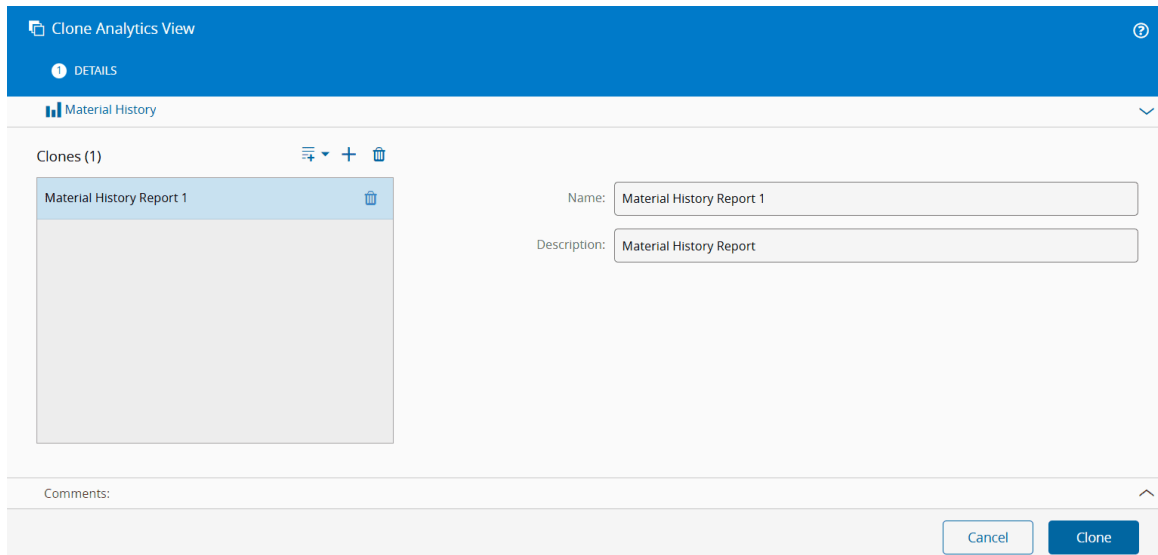 Clone Analytics View
1 DETAILS
Material History
Clones (1)
Material History Report 1
Name: Material History Report 1
Description: Material History Report
Comments:
Cancel Clone